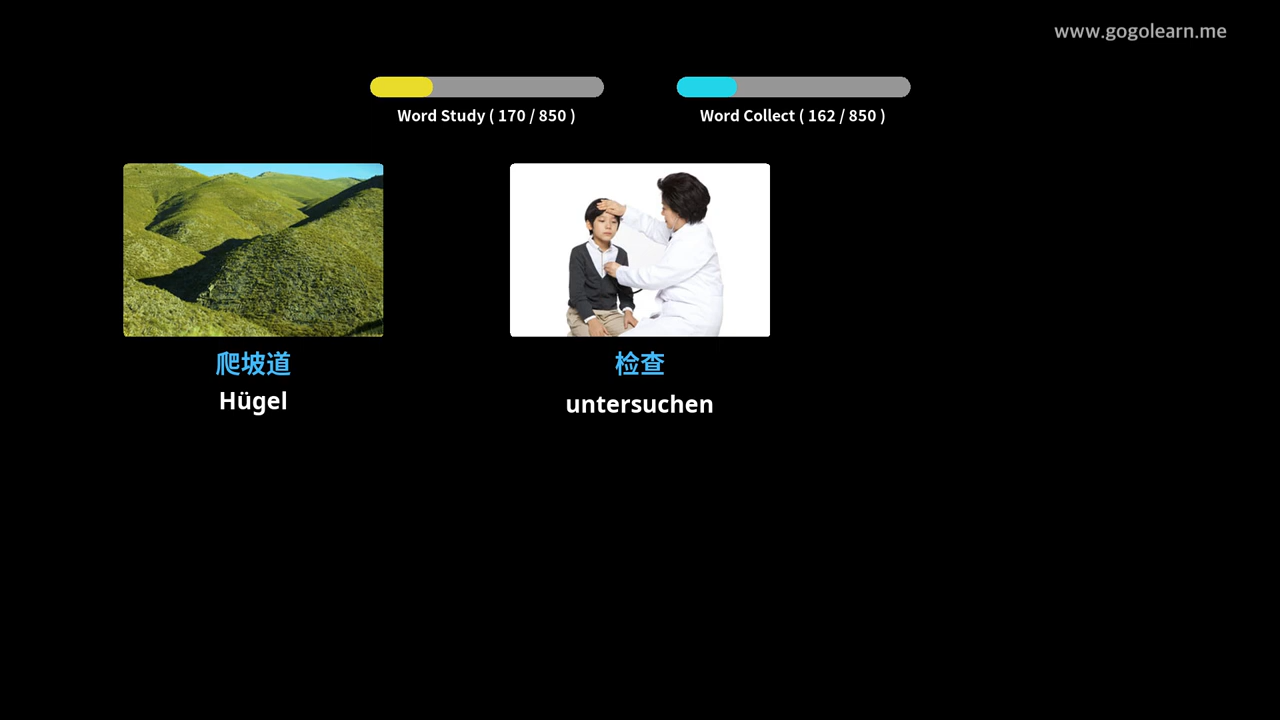 www.gogolearn.me
Word Study ( 170 / 850 )
Word Collect ( 162 / 850 )
爬坡道
Hügel
检查
untersuchen